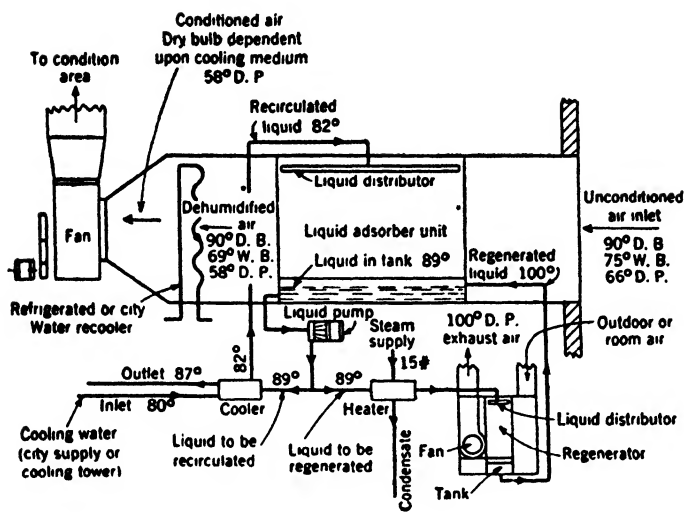 Conditioned air
Dry bulb dependent
upon cooling medium
58° D. P
To condition
area
Recirculated
liquid 82°
Liquid distributor
Unconditioned
air inlet
90° D. B
75° W. B.
66° D. P.
Dehumidified
air
90° D. B.
69° W. B.
58° D. P.
Liquid adsorber unit
Fan
Liquid in tank 89°
Regenerated
liquid 100°
Refrigerated or city
Water recooler
Liquid pump
Steam
supply
15#
100° D. P.
exhaust air
Outdoor or
room air
82°
Outlet 87°
Inlet 80°
Cooler
89°
89°
Heater
Cooling water
(city supply or
cooling tower)
Liquid to be
recirculated
Liquid to be
regenerated
Condensate
Fan
Liquid distributor
Regenerator
Tank